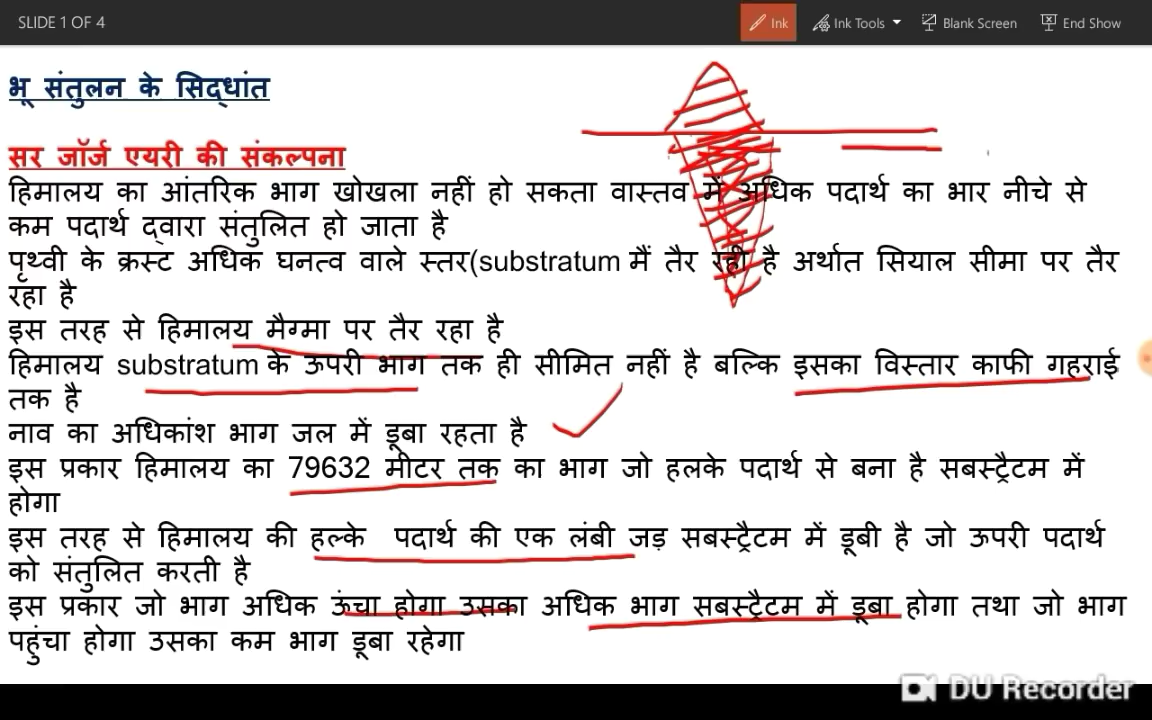 SLIDE 1 OF 4
Ink Ink Tools Blank Screen End Show
भू संतुलन के सिद्धांत
सर जॉर्ज एयरी की संकल्पना
हिमालय का आंतरिक भाग खोखला नहीं हो सकता वास्तव में अधिक पदार्थ का भार नीचे से
कम पदार्थ द्वारा संतुलित हो जाता है
पृथ्वी के क्रस्ट अधिक घनत्व वाले स्तर(substratum मैं तैर रही है अर्थात सियाल सीमा पर तैर
रहा है
इस तरह से हिमालय मैग्मा पर तैर रहा है
हिमालय substratum के ऊपरी भाग तक ही सीमित नहीं है बल्कि इसका विस्तार काफी गहराई
तक है
नाव का अधिकांश भाग जल में डूबा रहता है
इस प्रकार हिमालय का 79632 मीटर तक का भाग जो हलके पदार्थ से बना है सबस्ट्रैटम में
होगा
इस तरह से हिमालय की हल्के पदार्थ की एक लंबी जड़ सबस्ट्रैटम में डूबी है जो ऊपरी पदार्थ
को संतुलित करती है
इस प्रकार जो भाग अधिक ऊंचा होगा उसका अधिक भाग सबस्ट्रैटम में डूबा होगा तथा जो भाग
पहुंचा होगा उसका कम भाग डूबा रहेगा
DU Recorder